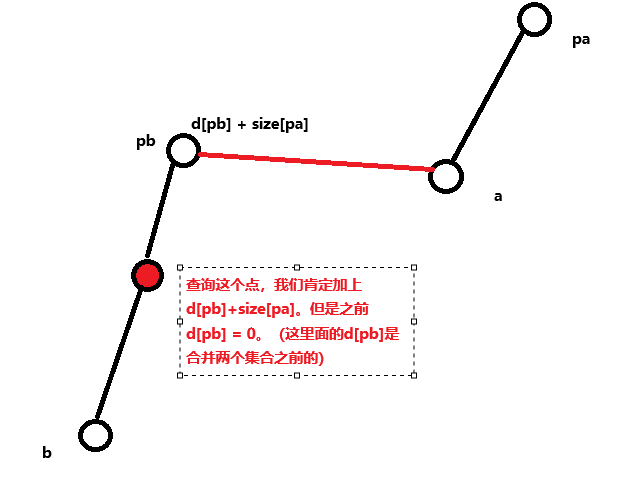 pa
d[pb] + size[pa]
pb
a
查询这个点，我们肯定加上
d[pb]+size[pa]。但是之前
d[pb] = 0。（这里面的d[pb]是
合并两个集合之前的）
b